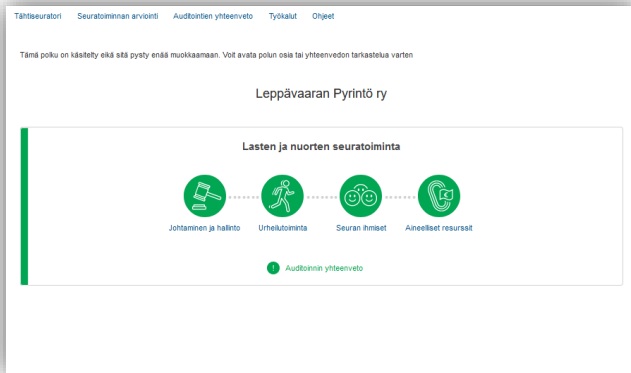 Tähtiseuratori Seuratoiminnan arviointi Auditointien yhteenveto Työkalut Ohjeet
Tämä polku on käsitelty eikä sitä pysty enää muokkaamaan. Voit avata polun osia tai yhteenvedon tarkastelua varten
Leppävaaran Pyrintö ry
Lasten ja nuorten seuratoiminta
Johtaminen ja hallinto Urheilutoiminta Seuran ihmiset Aineelliset resurssit
! Auditoinnin yhteenveto